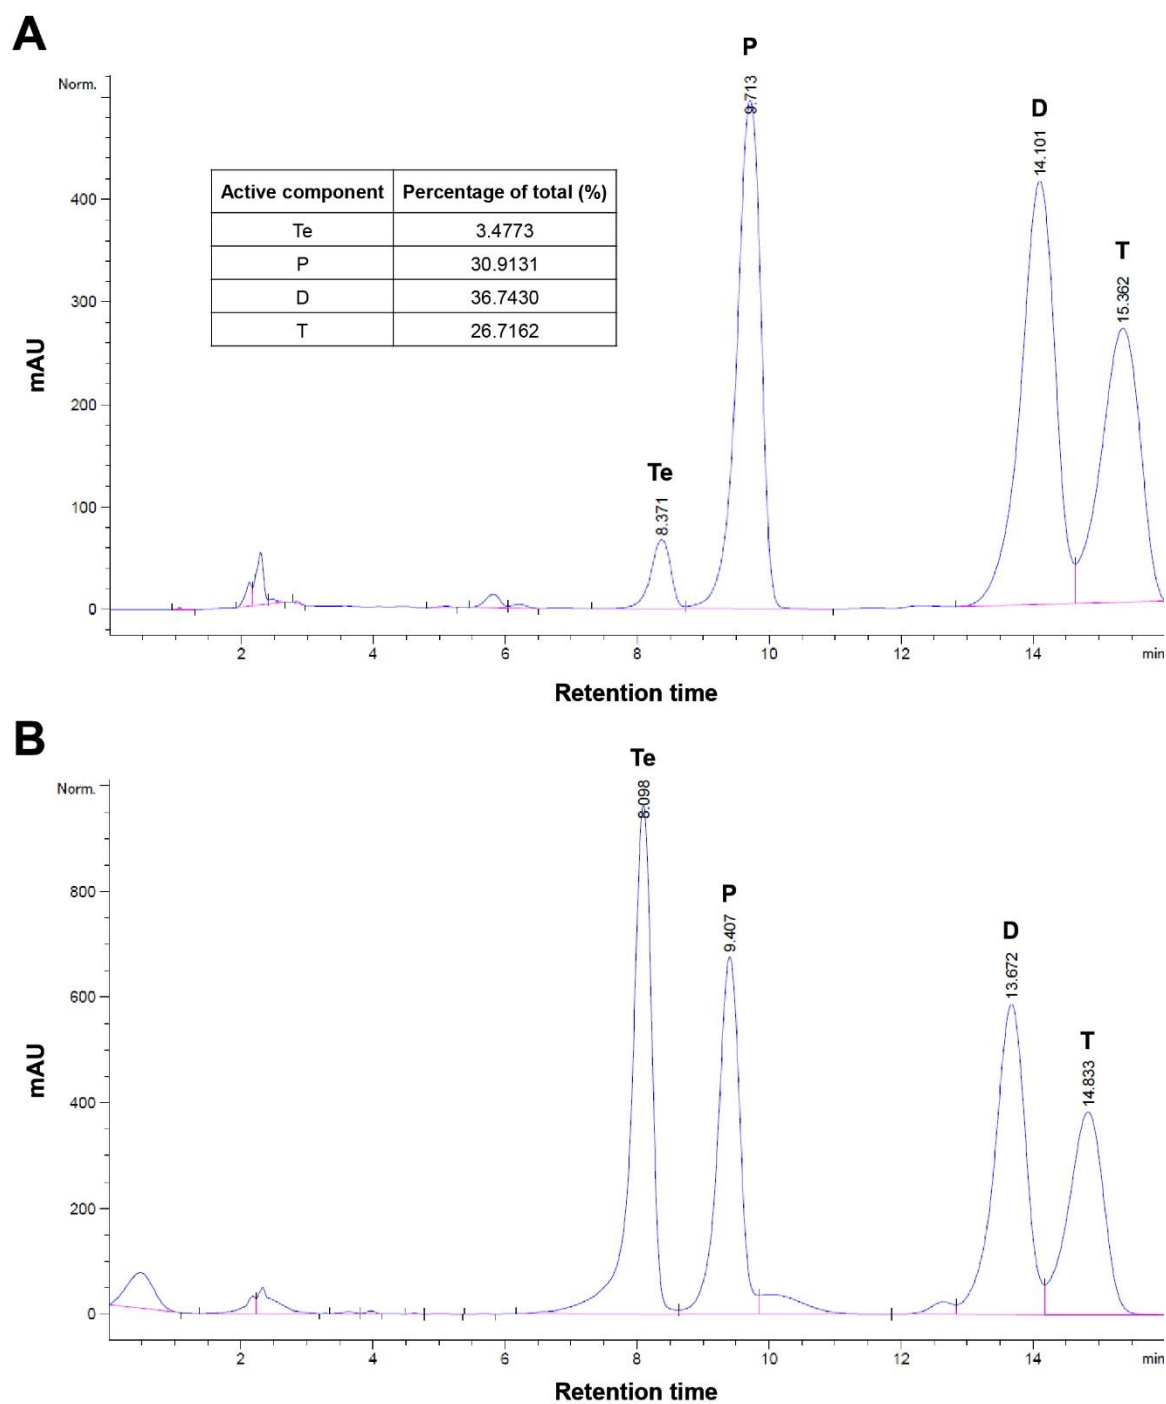 A
Norm.
P
9.713
D
14.101
T
15.362
Active component Percentage of total (%)
Te 3.4773
P 30.9131
D 36.7430
T 26.7162
400
300
200
100
0
mAU
Te
8.371
2 4 6 8 10 12 14 min
Retention time
B
Norm.
Te
8.098
P
9.407
D
13.672
T
14.833
800
600
400
200
0
mAU
2 4 6 8 10 12 14 min
Retention time